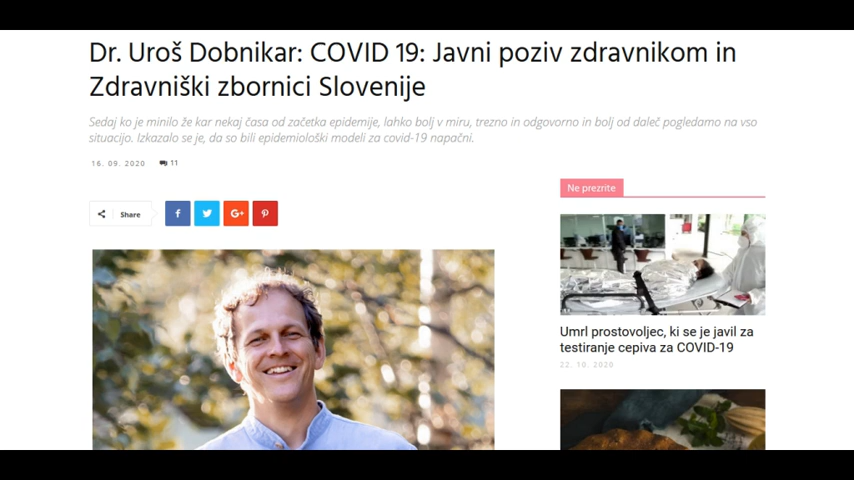 Dr. Uroš Dobnikar: COVID 19: Javni poziv zdravnikom in
Zdravniški zbornici Slovenije
Sedaj ko je minilo že kar nekaj časa od začetka epidemije, lahko bolj v miru, trezno in odgovorno in bolj od daleč pogledamo na vso
situacijo. Izkazalo se je, da so bili epidemiološki modeli za covid-19 napačni.
16. 09. 2020 11
Share
Ne prezrite
Umrl prostovoljec, ki se je javil za
testiranje cepiva za COVID-19
22. 10. 2020